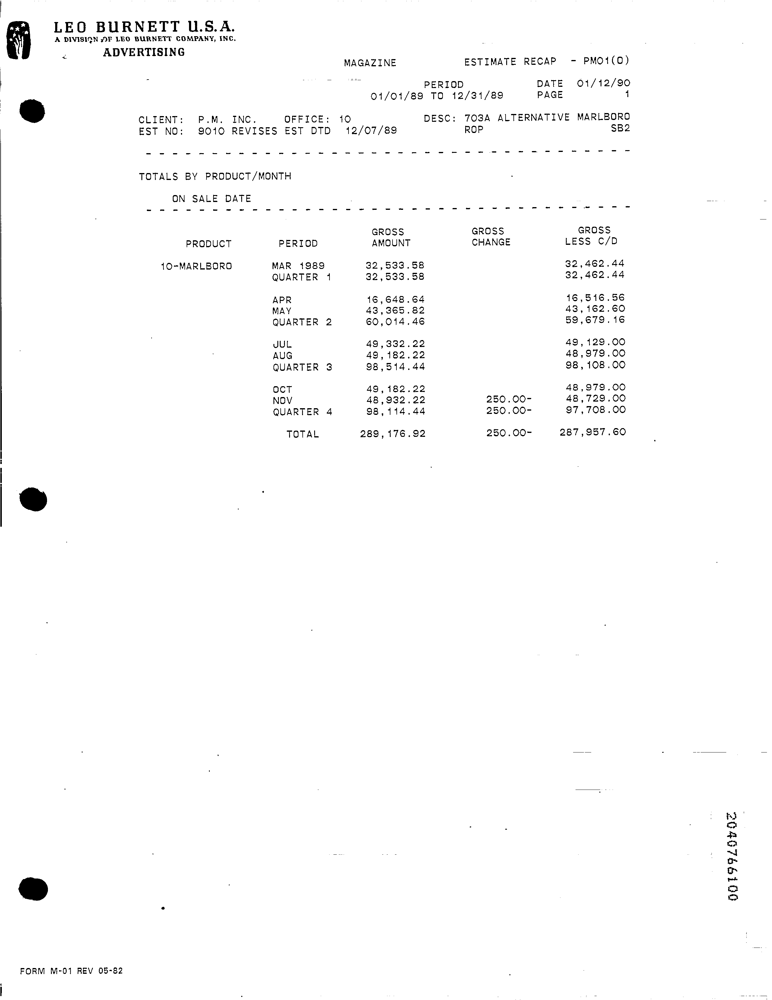 LEO BURNETT U.S.A.
A DIVISION OF LEO BURNETT COMPANY, INC.
ADVERTISING
MAGAZINE ESTIMATE RECAP - PM01(0)
PERIOD DATE 01/12/90
01/01/89 TO 12/31/89 PAGE 1
CLIENT: P.M. INC. OFFICE: 10 DESC: 703A ALTERNATIVE MARLBORO
EST NO: 9010 REVISES EST DTD 12/07/89 ROP SB2
TOTALS BY PRODUCT/MONTH
ON SALE DATE
GROSS GROSS GROSS
PRODUCT PERIOD AMOUNT CHANGE LESS C/D
10-MARLBORO MAR 1989 32,533.58 32,462.44
QUARTER 1 32,533.58 32,462.44
APR 16,648.64 16,516.56
MAY 43,365.82 43,162.60
QUARTER 2 60,014.46 59,679.16
JUL 49,332.22 49,129.00
AUG 49,182.22 48,979.00
QUARTER 3 98,514.44 98,108.00
OCT 49,182.22 48,979.00
NOV 48,932.22 250.00- 48,729.00
QUARTER 4 98,114.44 250.00- 97,708.00
TOTAL 289,176.92 250.00- 287,957.60
2040766100
FORM M-01 REV 05-82